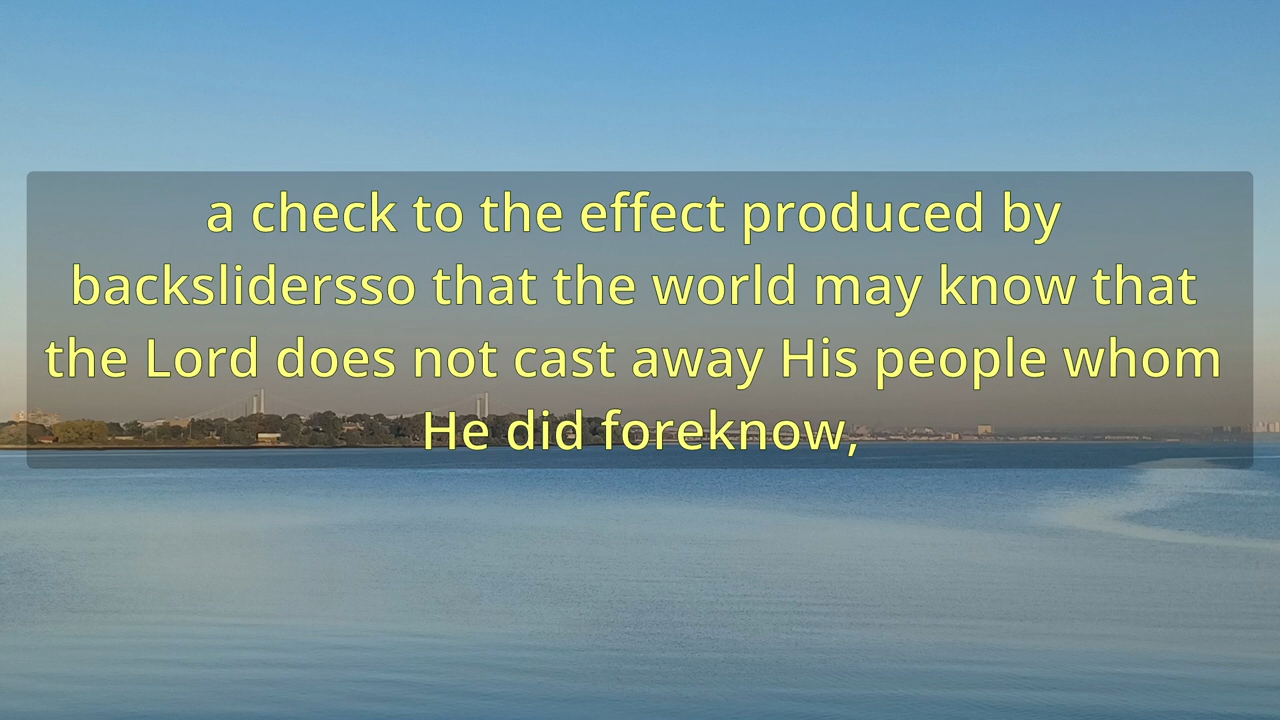 a check to the effect produced by
backslidersso that the world may know that
the Lord does not cast away His people whom
He did foreknow,